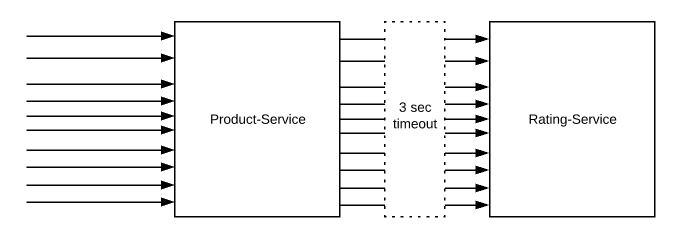 Product-Service
3 sec
timeout
Rating-Service